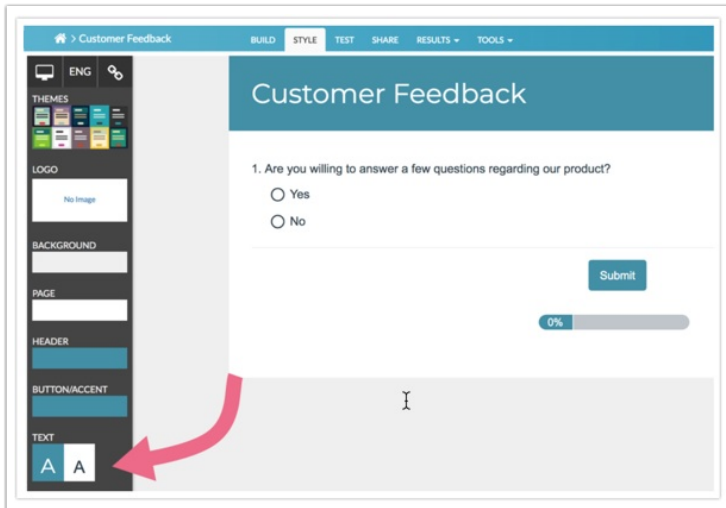 > Customer Feedback
BUILD STYLE TEST SHARE RESULTS TOOLS
ENG
THEMES
LOGO
No Image
BACKGROUND
PAGE
HEADER
BUTTON/ACCENT
TEXT
A A
Customer Feedback
1. Are you willing to answer a few questions regarding our product?
Yes
No
Submit
0%